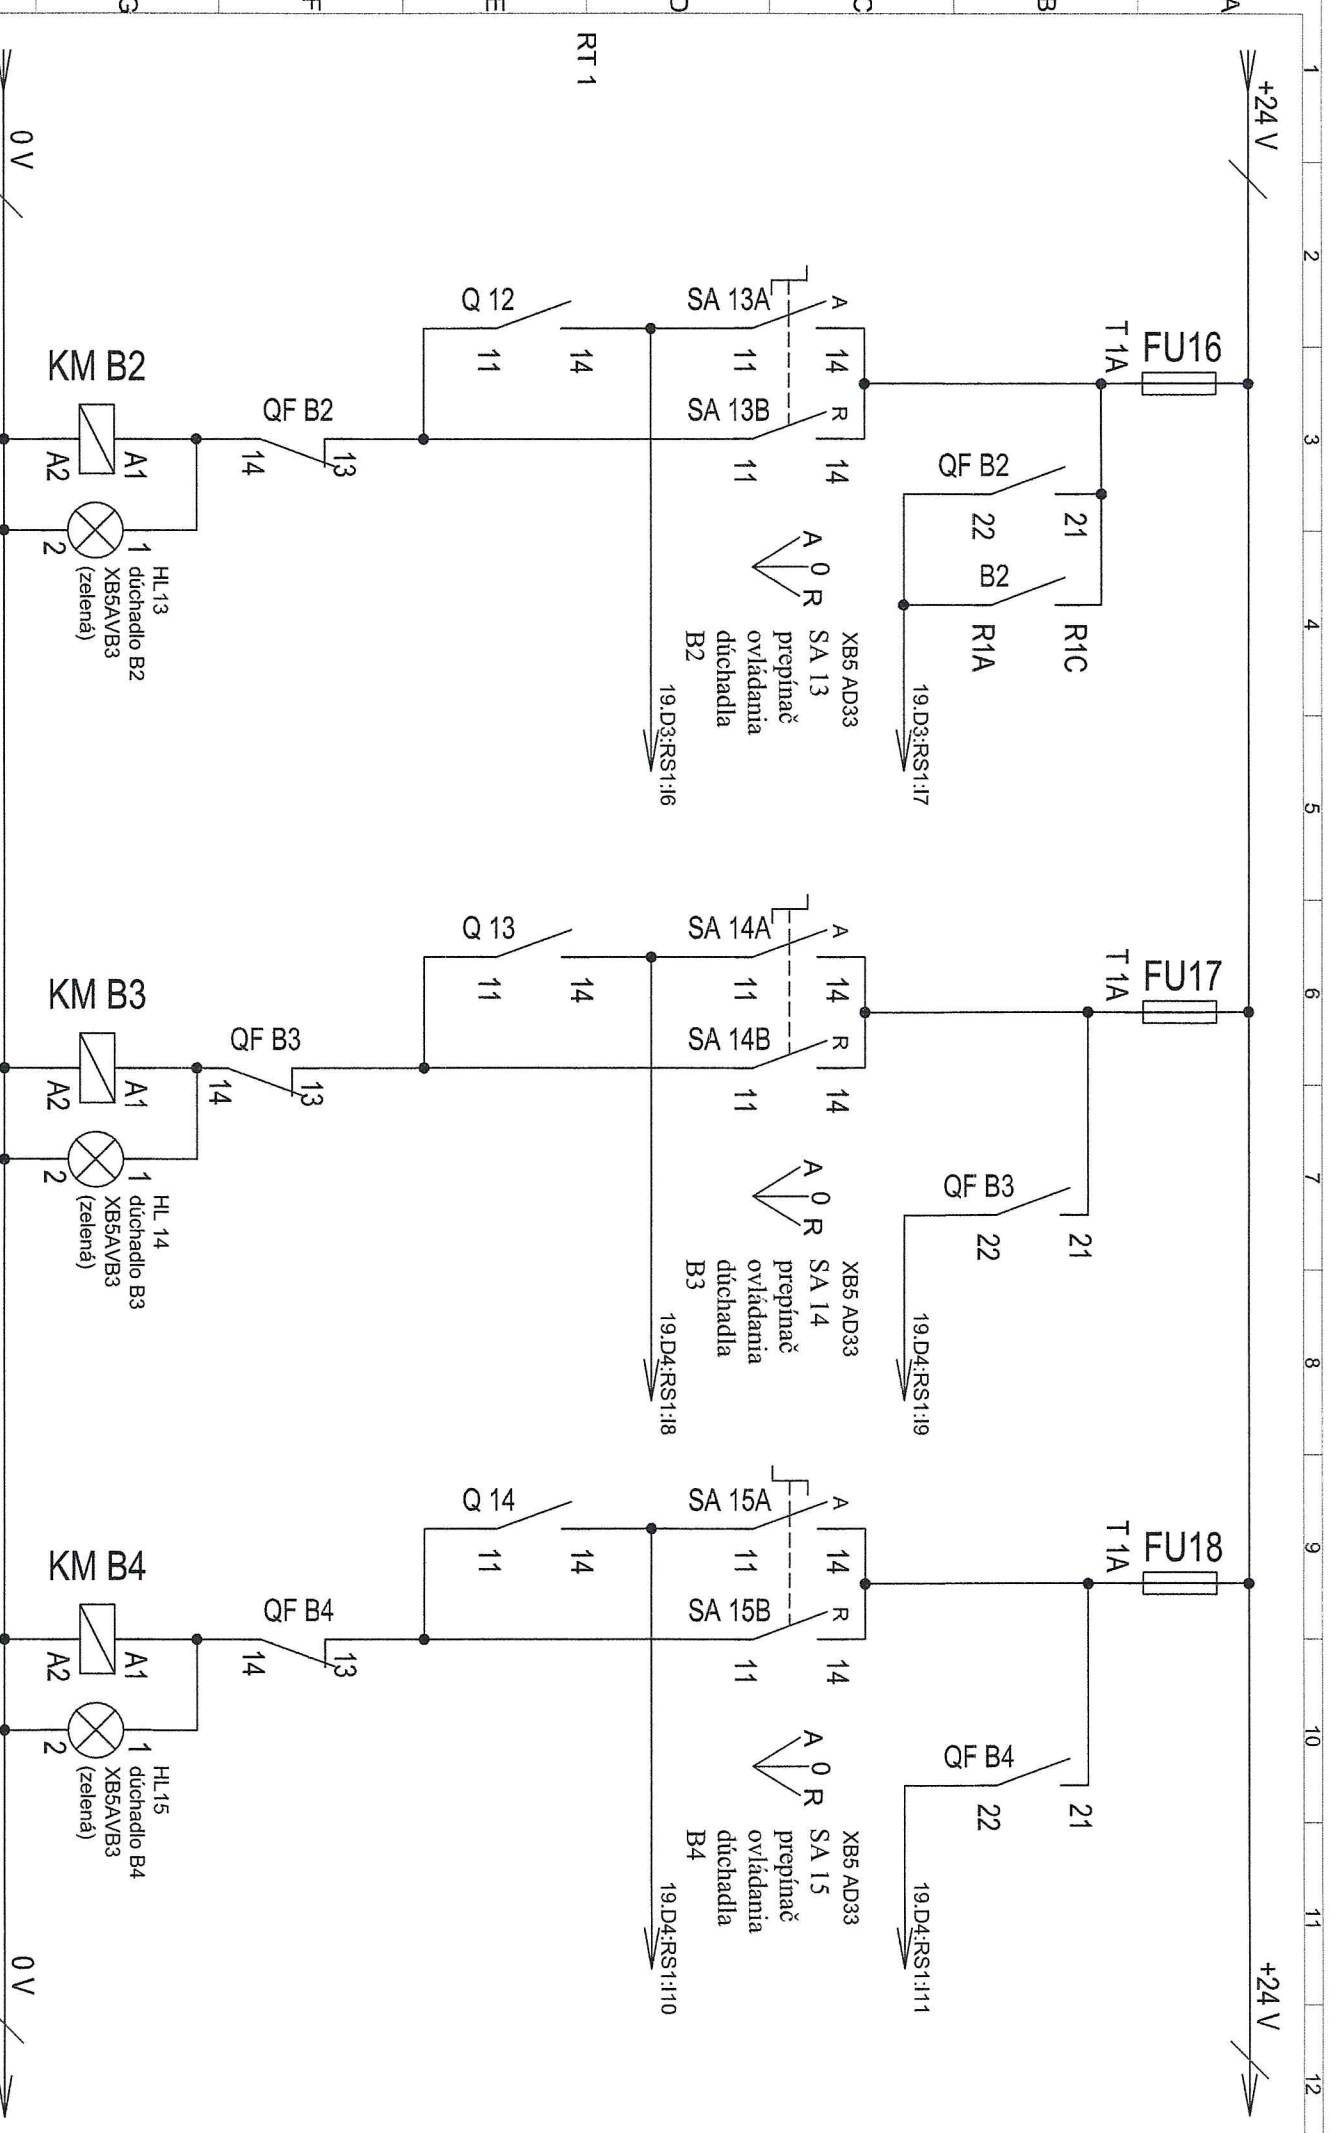 1
2
3
4
5
6
7
8
9
10
11
12
A
B
C
D
E
F
G
+24 V
+24 V
RT 1
FU16
T 1A
QF B2
21
22
B2
R1C
R1A
19.D3:RS1:I7
SA 13A
A
14
11
SA 13B
R
14
11
A 0 R
XB5 AD33
SA 13
prepínač
ovládania
dúchadla
B2
19.D3:RS1:I6
Q 12
14
11
QF B2
13
14
KM B2
A1
A2
1
2
HL13
dúchadlo B2
XB5AVB3
(zelená)
FU17
T 1A
QF B3
21
22
19.D4:RS1:I9
SA 14A
A
14
11
SA 14B
R
14
11
A 0 R
XB5 AD33
SA 14
prepínač
ovládania
dúchadla
B3
19.D4:RS1:I8
Q 13
14
11
QF B3
13
14
KM B3
A1
A2
1
2
HL 14
dúchadlo B3
XB5AVB3
(zelená)
FU18
T 1A
QF B4
21
22
19.D4:RS1:I11
SA 15A
A
14
11
SA 15B
R
14
11
A 0 R
XB5 AD33
SA 15
prepínač
ovládania
dúchadla
B4
19.D4:RS1:I10
Q 14
14
11
QF B4
13
14
KM B4
A1
A2
1
2
HL15
dúchadlo B4
XB5AVB3
(zelená)
0 V
0 V